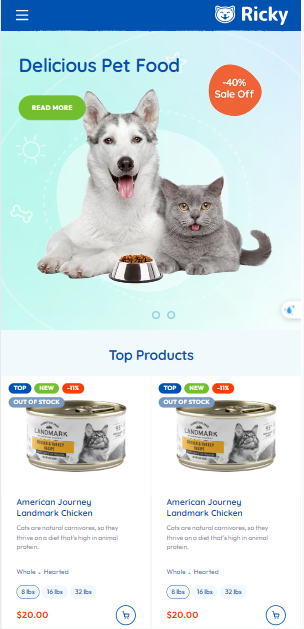 Ricky
Delicious Pet Food
-40%
Sale Off
READ MORE
Top Products
TOP NEW -11%
OUT OF STOCK
LANDMARK
American Journey
Landmark Chicken
Cats are natural carnivores, so they
thrive on a diet that's high in animal
protein.
Whole . Hearted
8 lbs 16 lbs 32 lbs
$20.00
TOP NEW -11%
OUT OF STOCK
LANDMARK
American Journey
Landmark Chicken
Cats are natural carnivores, so they
thrive on a diet that's high in animal
protein.
Whole . Hearted
8 lbs 16 lbs 32 lbs
$20.00